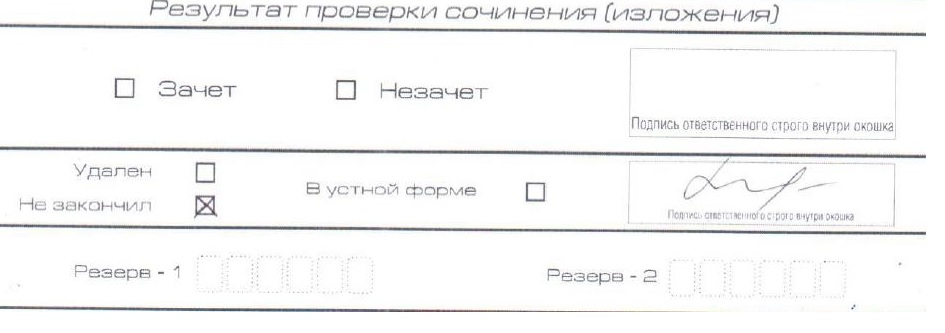 Результат проверки сочинения (изложения)
Зачет Незачет
Подпись ответственного строго внутри окошка
Удален
Не закончил
В устной форме
Подпись ответственного строго внутри окошка
Резерв - 1 Резерв - 2